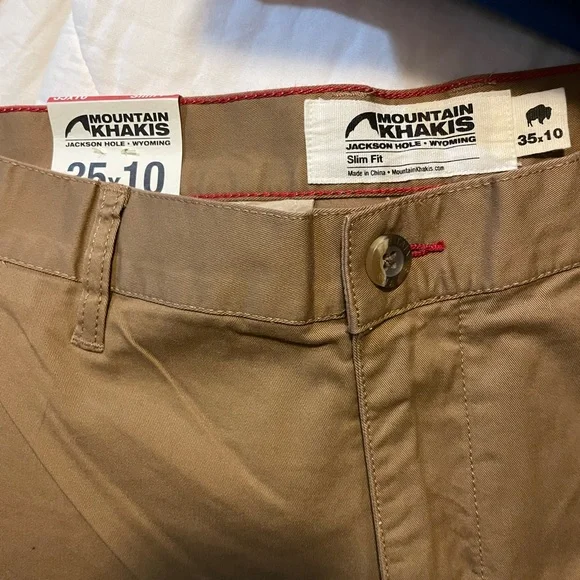 35x10
MOUNTAIN
KHAKIS
JACKSON HOLE • WYOMING
35x10
MOUNTAIN
KHAKIS
JACKSON HOLE • WYOMING
Slim Fit
Made in China • MountainKhakis.com
35x10